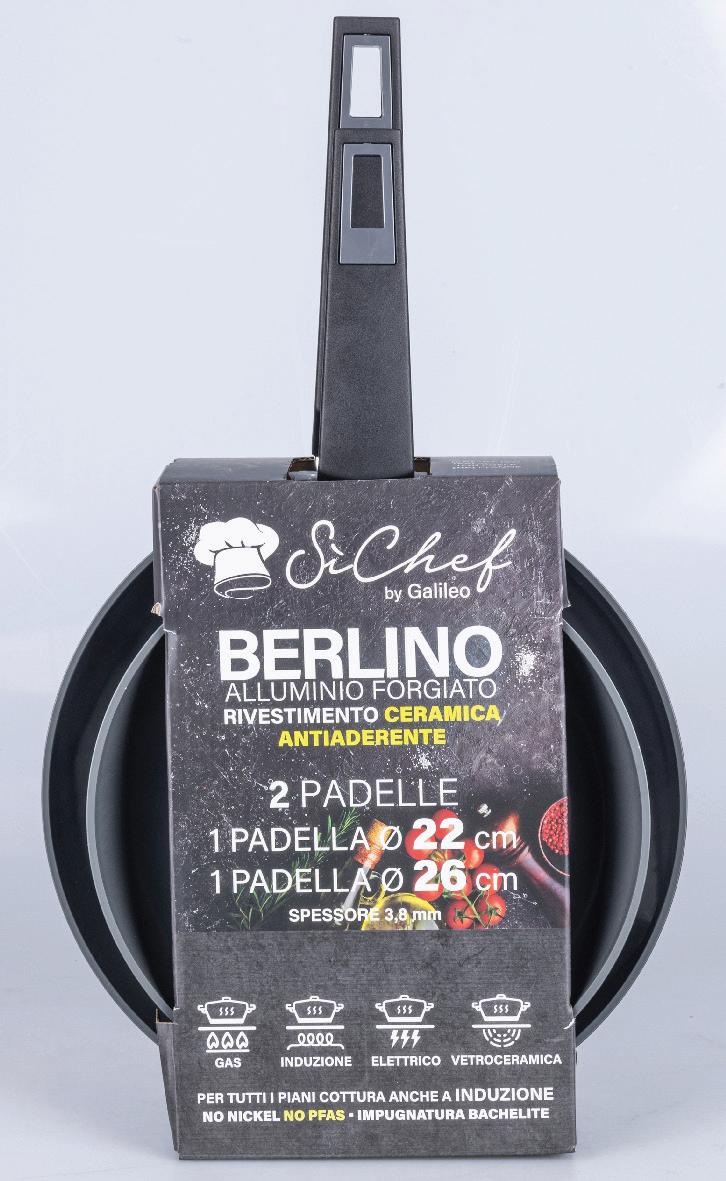 SìChef
by Galileo
BERLINO
ALLUMINIO FORGIATO
RIVESTIMENTO CERAMICA
ANTIADERENTE
2 PADELLE
1 PADELLA Ø 22 cm
1 PADELLA Ø 26 cm
SPESSORE 3,8 mm
GAS INDUZIONE ELETTRICO VETROCERAMICA
PER TUTTI I PIANI COTTURA ANCHE A INDUZIONE
NO NICKEL NO PFAS • IMPUGNATURA BACHELITE